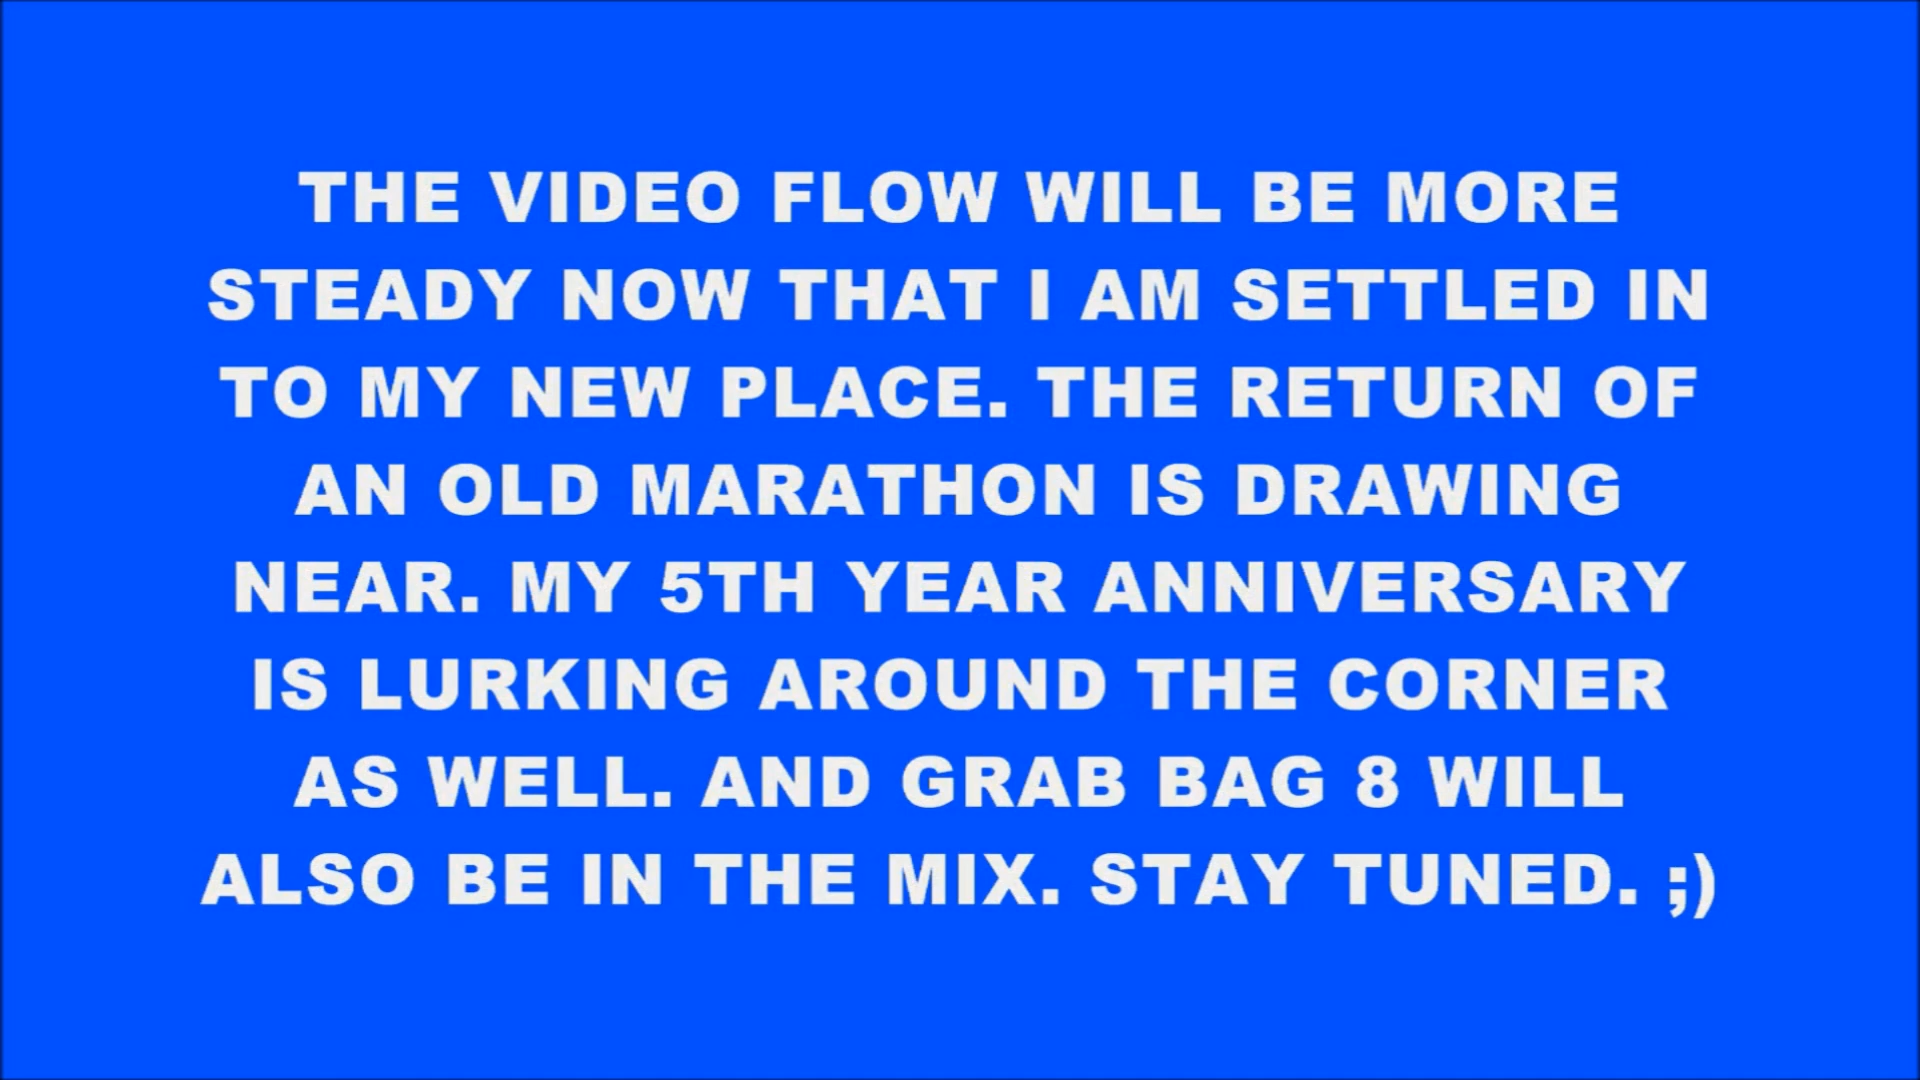 THE VIDEO FLOW WILL BE MORE
STEADY NOW THAT I AM SETTLED IN
TO MY NEW PLACE. THE RETURN OF
AN OLD MARATHON IS DRAWING
NEAR. MY 5TH YEAR ANNIVERSARY
IS LURKING AROUND THE CORNER
AS WELL. AND GRAB BAG 8 WILL
ALSO BE IN THE MIX. STAY TUNED. ;)